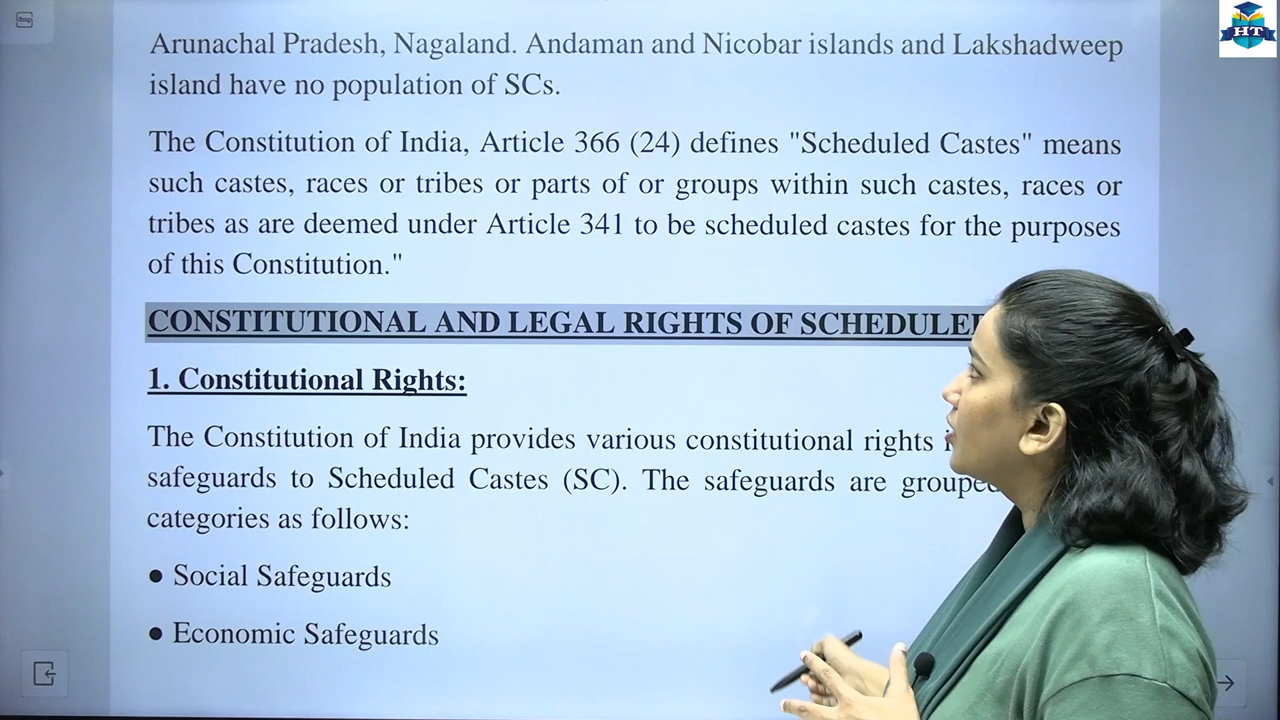 HT
Arunachal Pradesh, Nagaland. Andaman and Nicobar islands and Lakshadweep
island have no population of SCs.
The Constitution of India, Article 366 (24) defines "Scheduled Castes" means
such castes, races or tribes or parts of or groups within such castes, races or
tribes as are deemed under Article 341 to be scheduled castes for the purposes
of this Constitution."
CONSTITUTIONAL AND LEGAL RIGHTS OF SCHEDULED
1. Constitutional Rights:
The Constitution of India provides various constitutional rights
safeguards to Scheduled Castes (SC). The safeguards are grouped
categories as follows:
● Social Safeguards
● Economic Safeguards